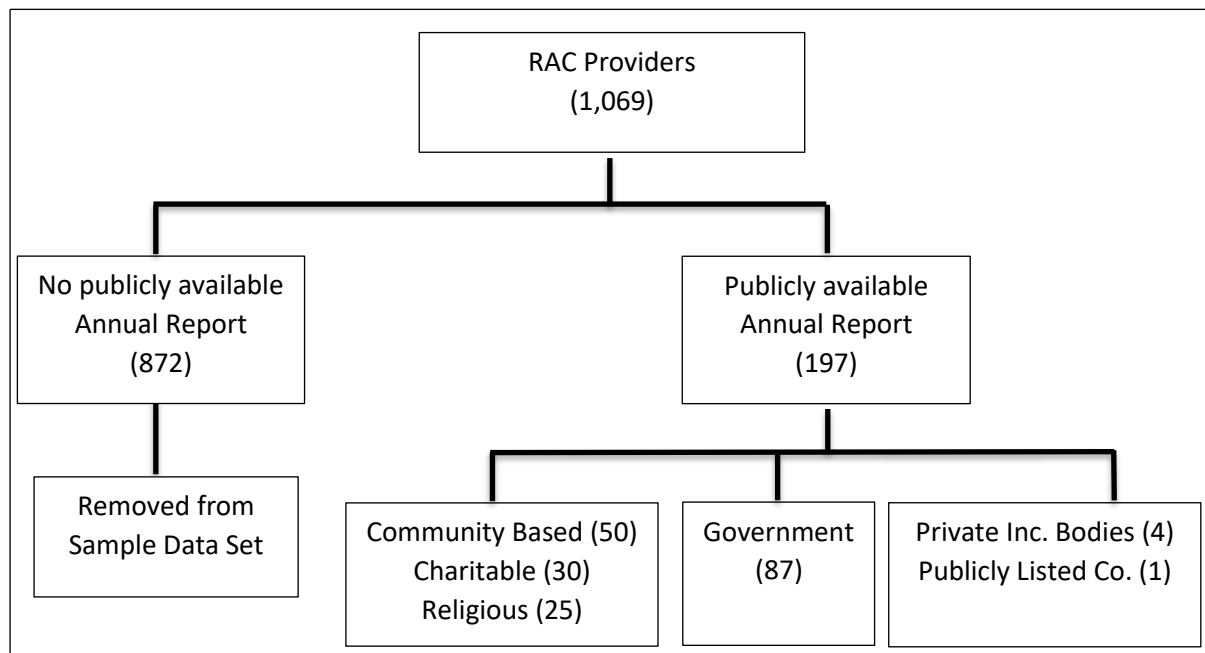 RAC Providers
(1,069)
No publicly available
Annual Report
(872)
Publicly available
Annual Report
(197)
Removed from
Sample Data Set
Community Based (50)
Charitable (30)
Religious (25)
Government
(87)
Private Inc. Bodies (4)
Publicly Listed Co. (1)